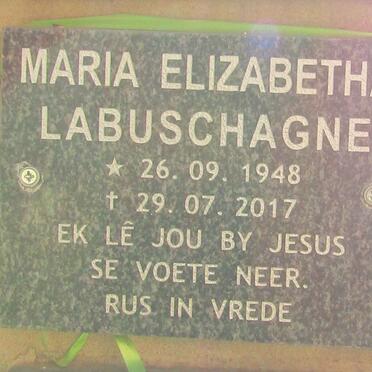 MARIA ELIZABETHA
LABUSCHAGNE
★ 26. 09. 1948
† 29. 07. 2017
EK LÊ JOU BY JESUS
SE VOETE NEER.
RUS IN VREDE